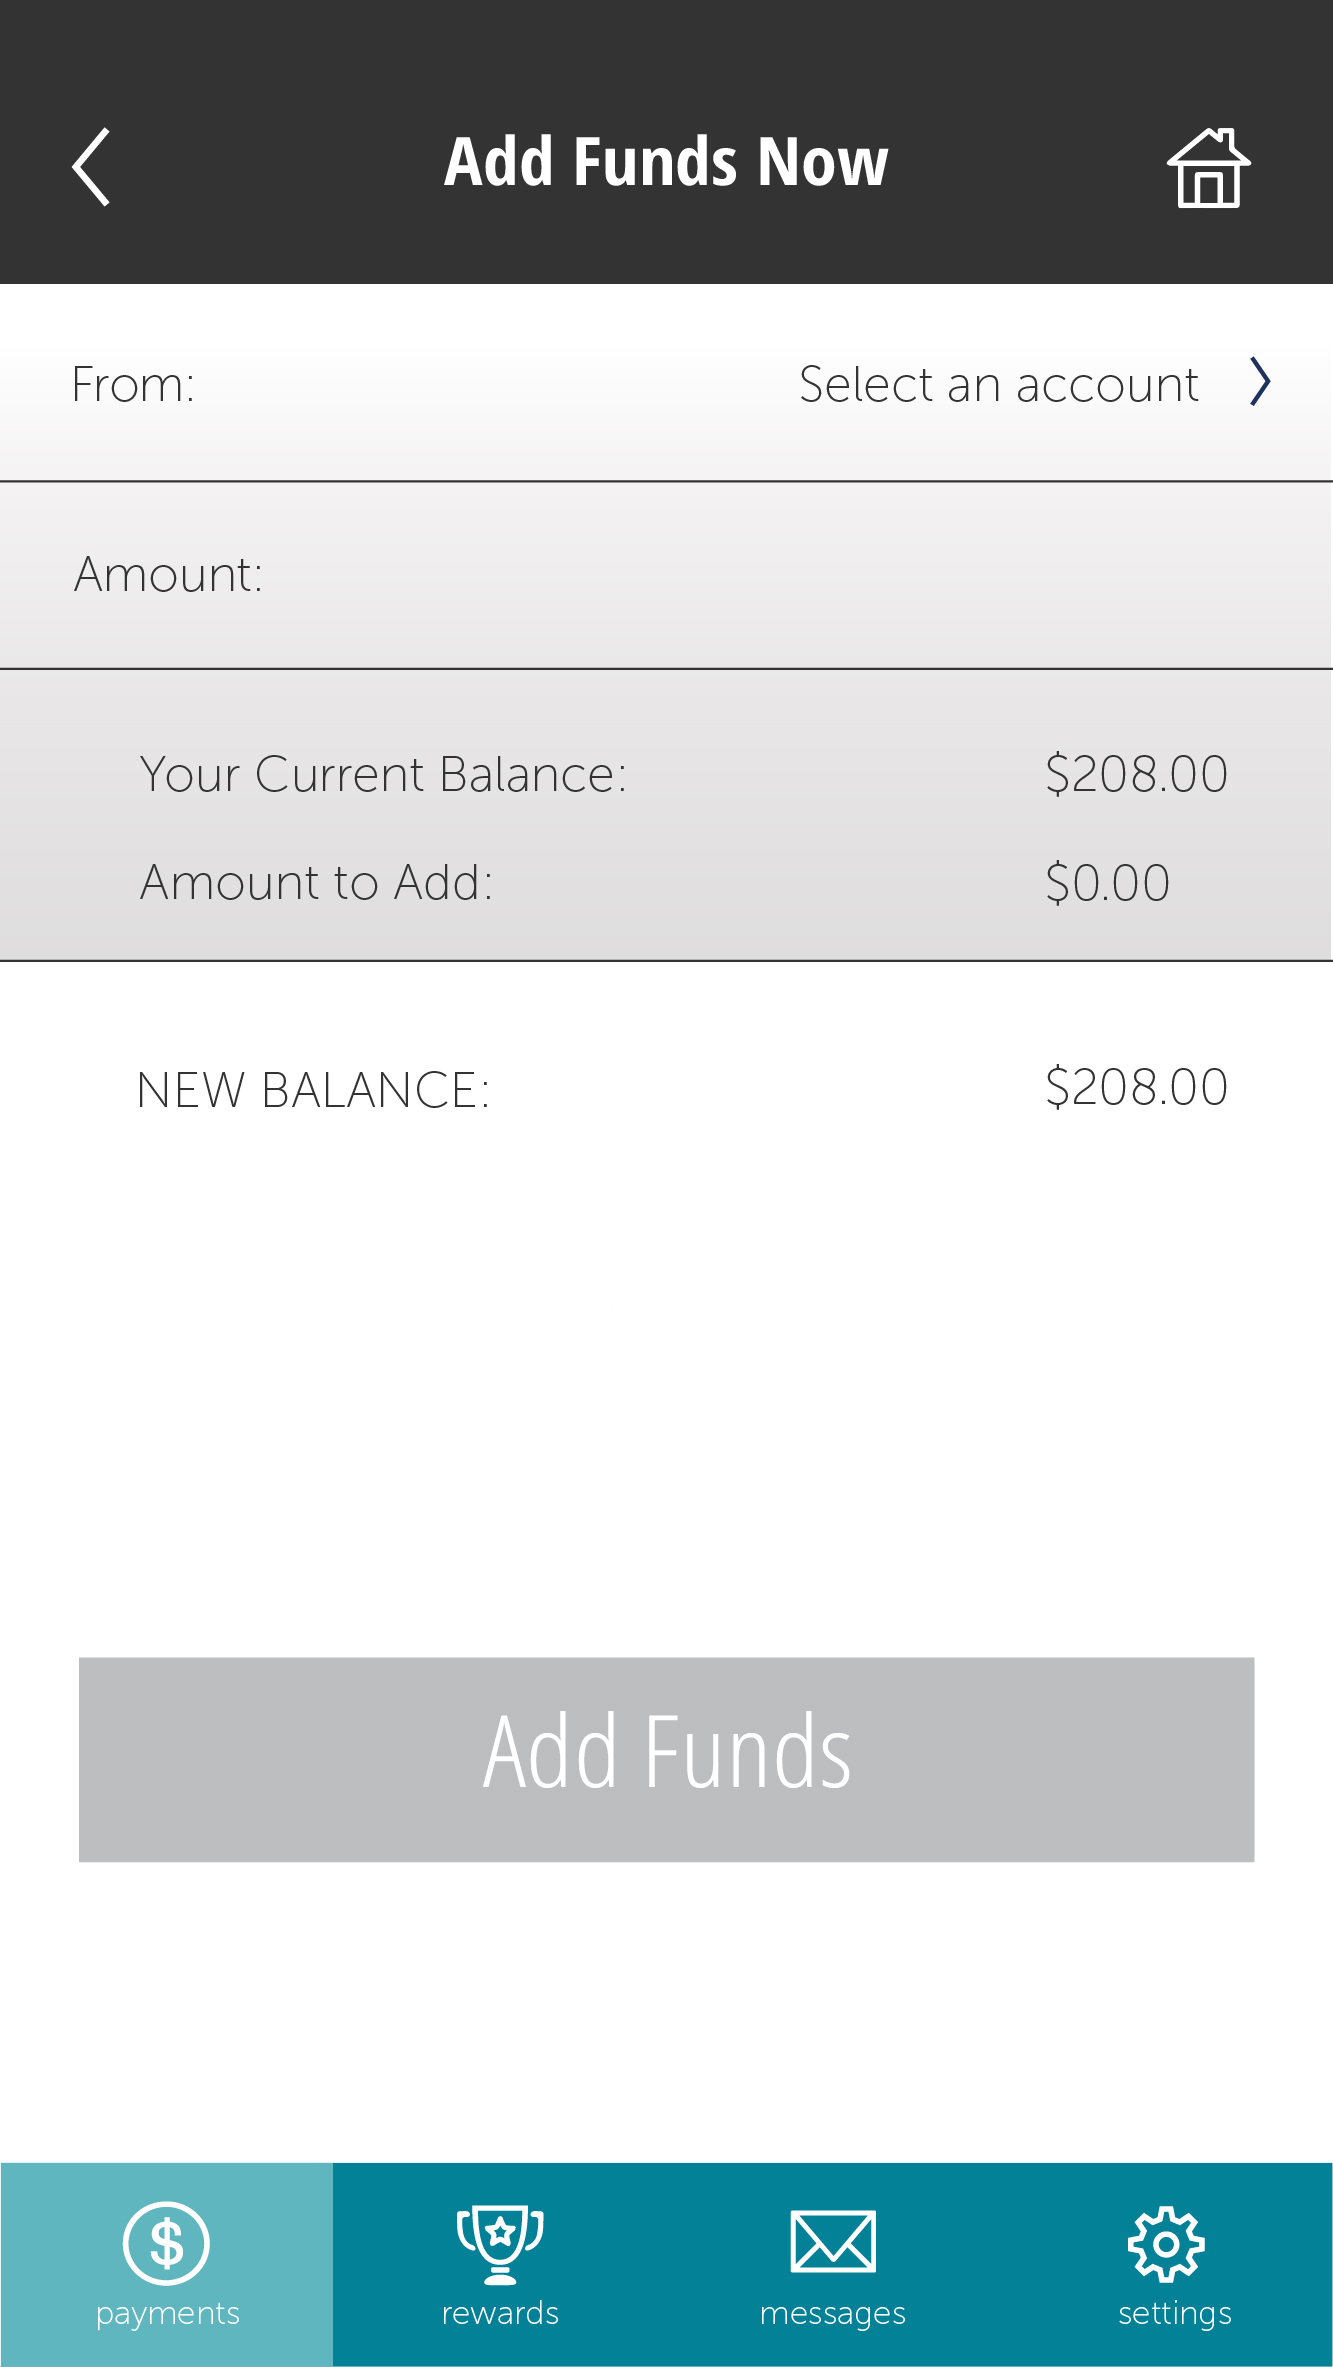 Add Funds Now
From: Select an account
Amount:
Your Current Balance: $208.00
Amount to Add: $0.00
NEW BALANCE: $208.00
Add Funds
payments rewards messages settings